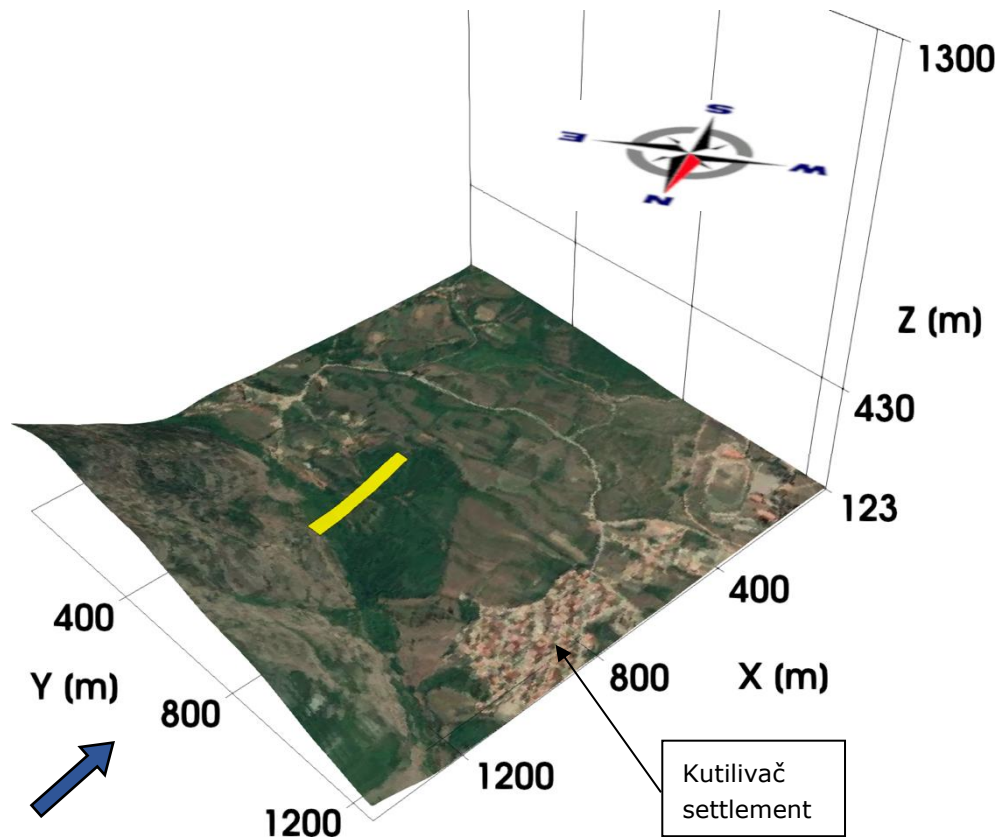 1300
S
E
W
N
Z (m)
430
123
400
400
Y (m)
800
X (m)
800
1200
1200
Kutilivač
settlement